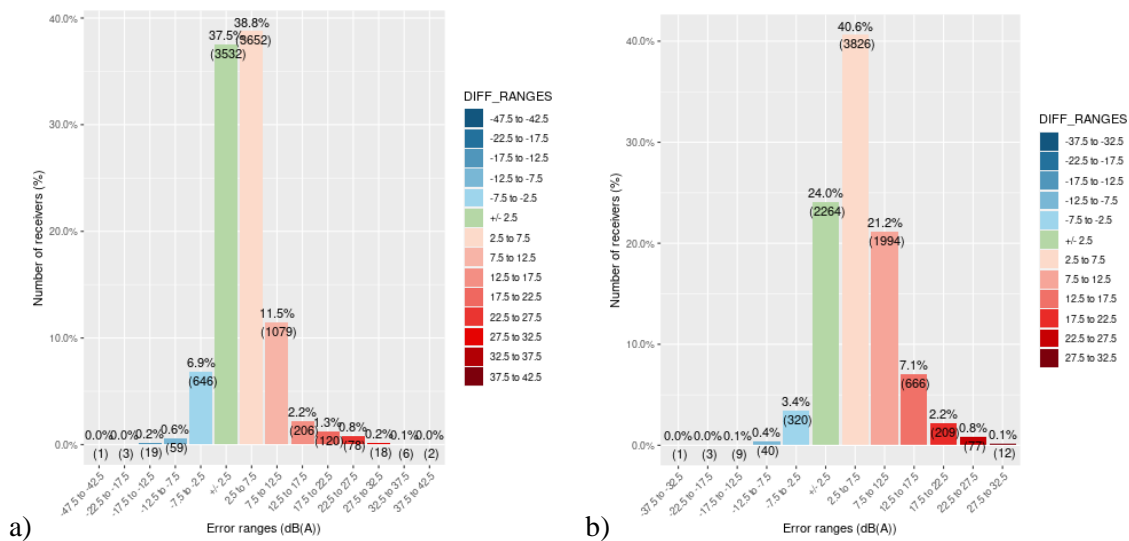 a)
Number of receivers (%)
40.0%
30.0%
20.0%
10.0%
0.0%
0.0%
(1)
0.0%
(3)
0.2%
(19)
0.6%
(59)
6.9%
(646)
37.5%
(3532)
38.8%
(3652)
11.5%
(1079)
2.2%
(206)
1.3%
(120)
0.8%
(78)
0.2%
(18)
0.1%
(6)
0.0%
(2)
-47.5 to -42.5
-22.5 to -17.5
-17.5 to -12.5
-12.5 to -7.5
-7.5 to -2.5
+/- 2.5
2.5 to 7.5
7.5 to 12.5
12.5 to 17.5
17.5 to 22.5
22.5 to 27.5
27.5 to 32.5
32.5 to 37.5
37.5 to 42.5
Error ranges (dB(A))
DIFF_RANGES
-47.5 to -42.5
-22.5 to -17.5
-17.5 to -12.5
-12.5 to -7.5
-7.5 to -2.5
+/- 2.5
2.5 to 7.5
7.5 to 12.5
12.5 to 17.5
17.5 to 22.5
22.5 to 27.5
27.5 to 32.5
32.5 to 37.5
37.5 to 42.5
b)
Number of receivers (%)
40.0%
30.0%
20.0%
10.0%
0.0%
0.0%
(1)
0.0%
(3)
0.1%
(9)
0.4%
(40)
3.4%
(320)
24.0%
(2264)
40.6%
(3826)
21.2%
(1994)
7.1%
(666)
2.2%
(209)
0.8%
(77)
0.1%
(12)
-37.5 to -32.5
-22.5 to -17.5
-17.5 to -12.5
-12.5 to -7.5
-7.5 to -2.5
+/- 2.5
2.5 to 7.5
7.5 to 12.5
12.5 to 17.5
17.5 to 22.5
22.5 to 27.5
27.5 to 32.5
Error ranges (dB(A))
DIFF_RANGES
-37.5 to -32.5
-22.5 to -17.5
-17.5 to -12.5
-12.5 to -7.5
-7.5 to -2.5
+/- 2.5
2.5 to 7.5
7.5 to 12.5
12.5 to 17.5
17.5 to 22.5
22.5 to 27.5
27.5 to 32.5